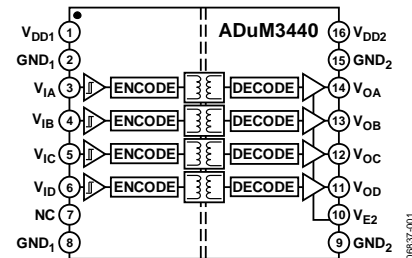 ADuM3440
VDD1 1
16 VDD2
GND1 2
15 GND2
VIA 3
ENCODE
DECODE
14 VOA
VIB 4
ENCODE
DECODE
13 VOB
VIC 5
ENCODE
DECODE
12 VOC
VID 6
ENCODE
DECODE
11 VOD
NC 7
10 VE2
GND1 8
9 GND2
06837-001